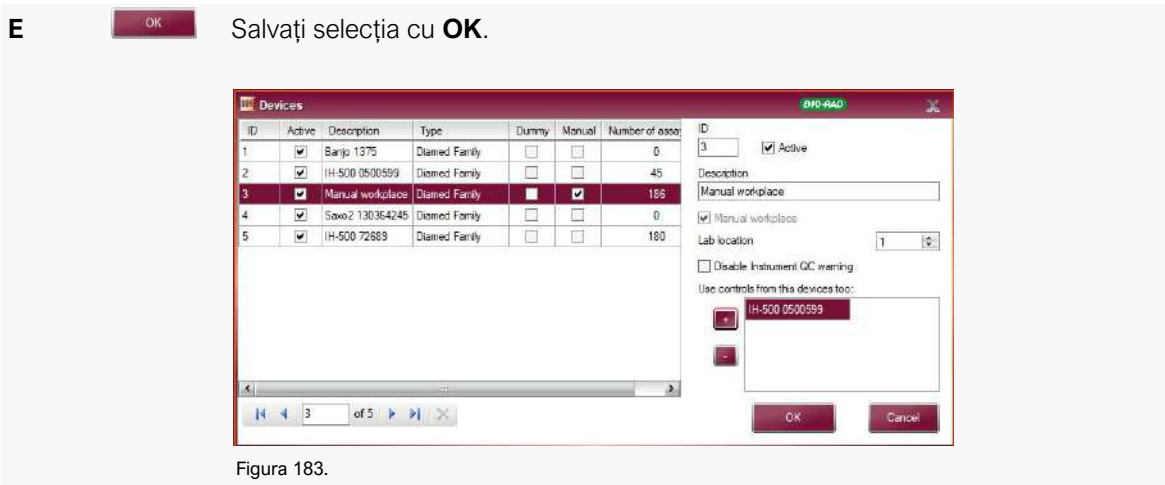 E OK Salvați selecția cu OK.
Devices BIO-RAD
ID Active Description Type Dummy Manual Number of assay
1 Banjo 1375 Diamed Family 0
2 IH-500 0500599 Diamed Family 45
3 Manual workplace Diamed Family 186
4 Saxo2 130364245 Diamed Family 0
5 IH-500 72689 Diamed Family 180
3 of 5
ID
3 Active
Description
Manual workplace
Manual workplace
Lab location 1
Disable Instrument QC warning
Use controls from this devices too:
+ IH-500 0500599
-
OK Cancel
Figura 183.